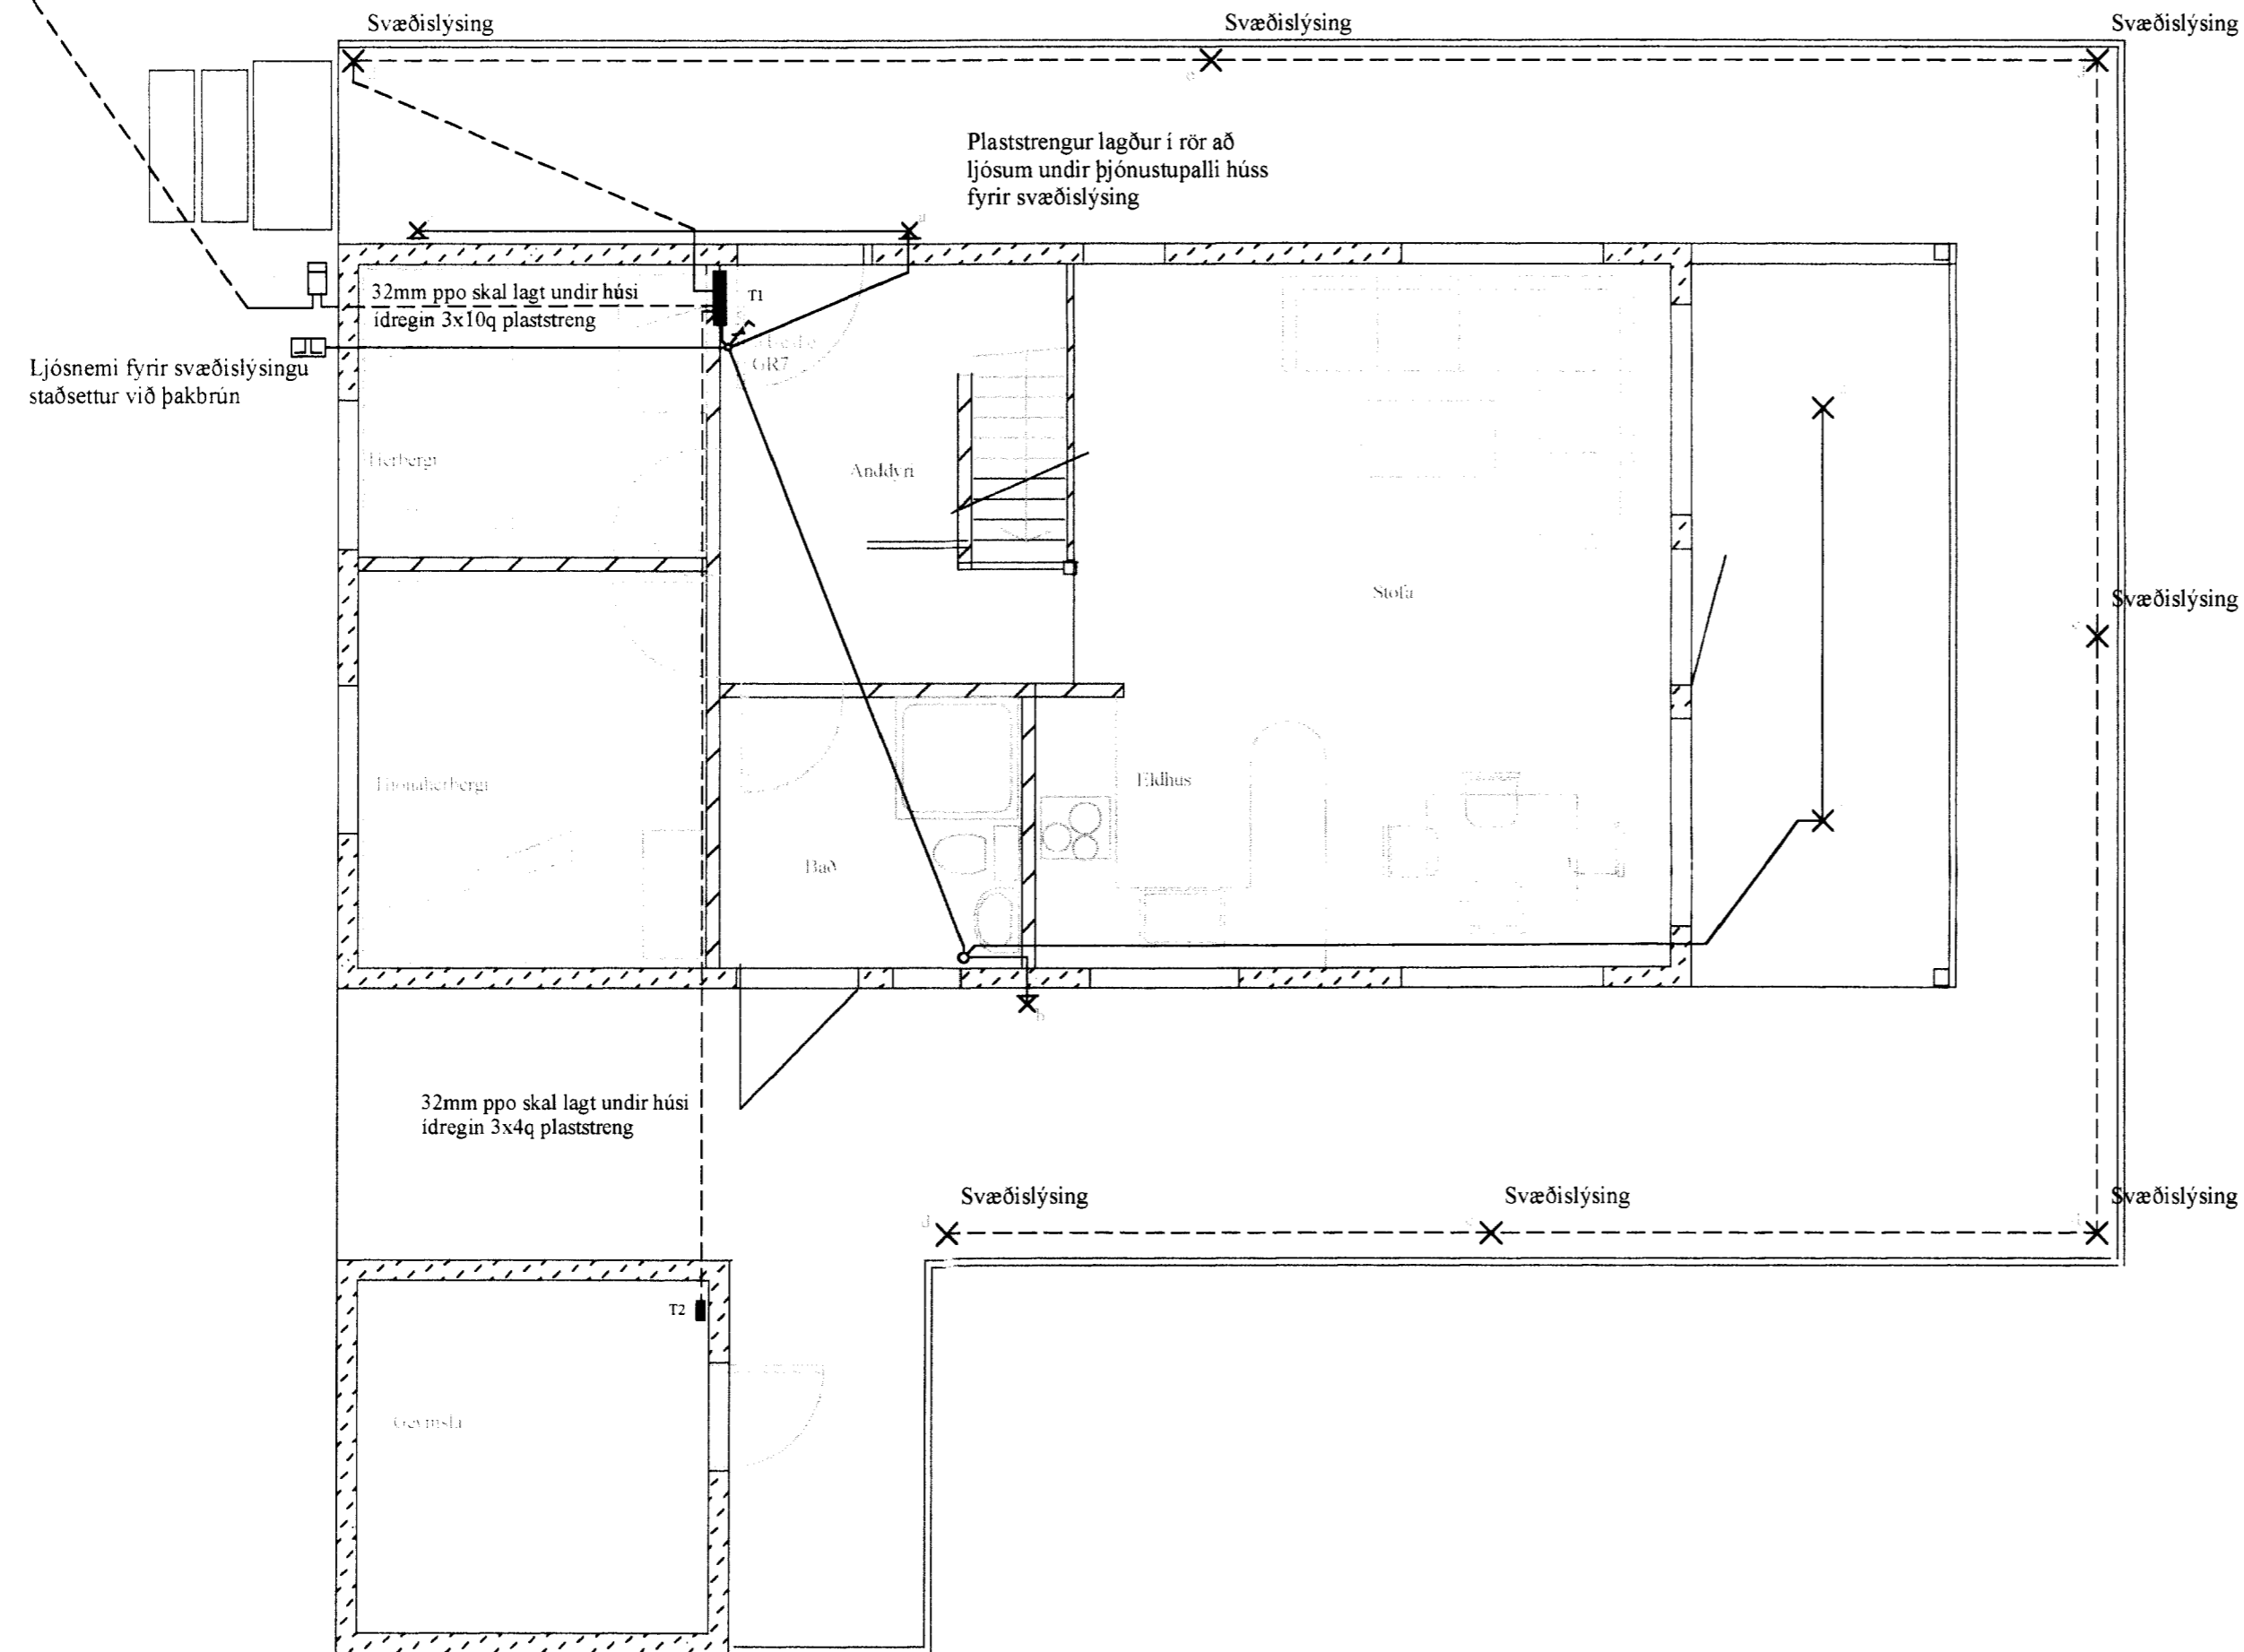 Svæðislýsing
Svæðislýsing
Svæðislýsing
Plaststrengur lagður í rör að
ljósum undir þjónustupalli húss
fyrir svæðislýsing
a
32mm ppo skal lagt undir húsi
ídregin 3x10q plaststreng
T1
GR7
Ljósnemi fyrir svæðislýsingu
staðsettur við þakbrún
Herbergi
Anddyri
Stofa
Svæðislýsing
Eldhus
Bað
b
32mm ppo skal lagt undir húsi
ídregin 3x4q plaststreng
Svæðislýsing
Svæðislýsing
Svæðislýsing
d
T2
Geymsla